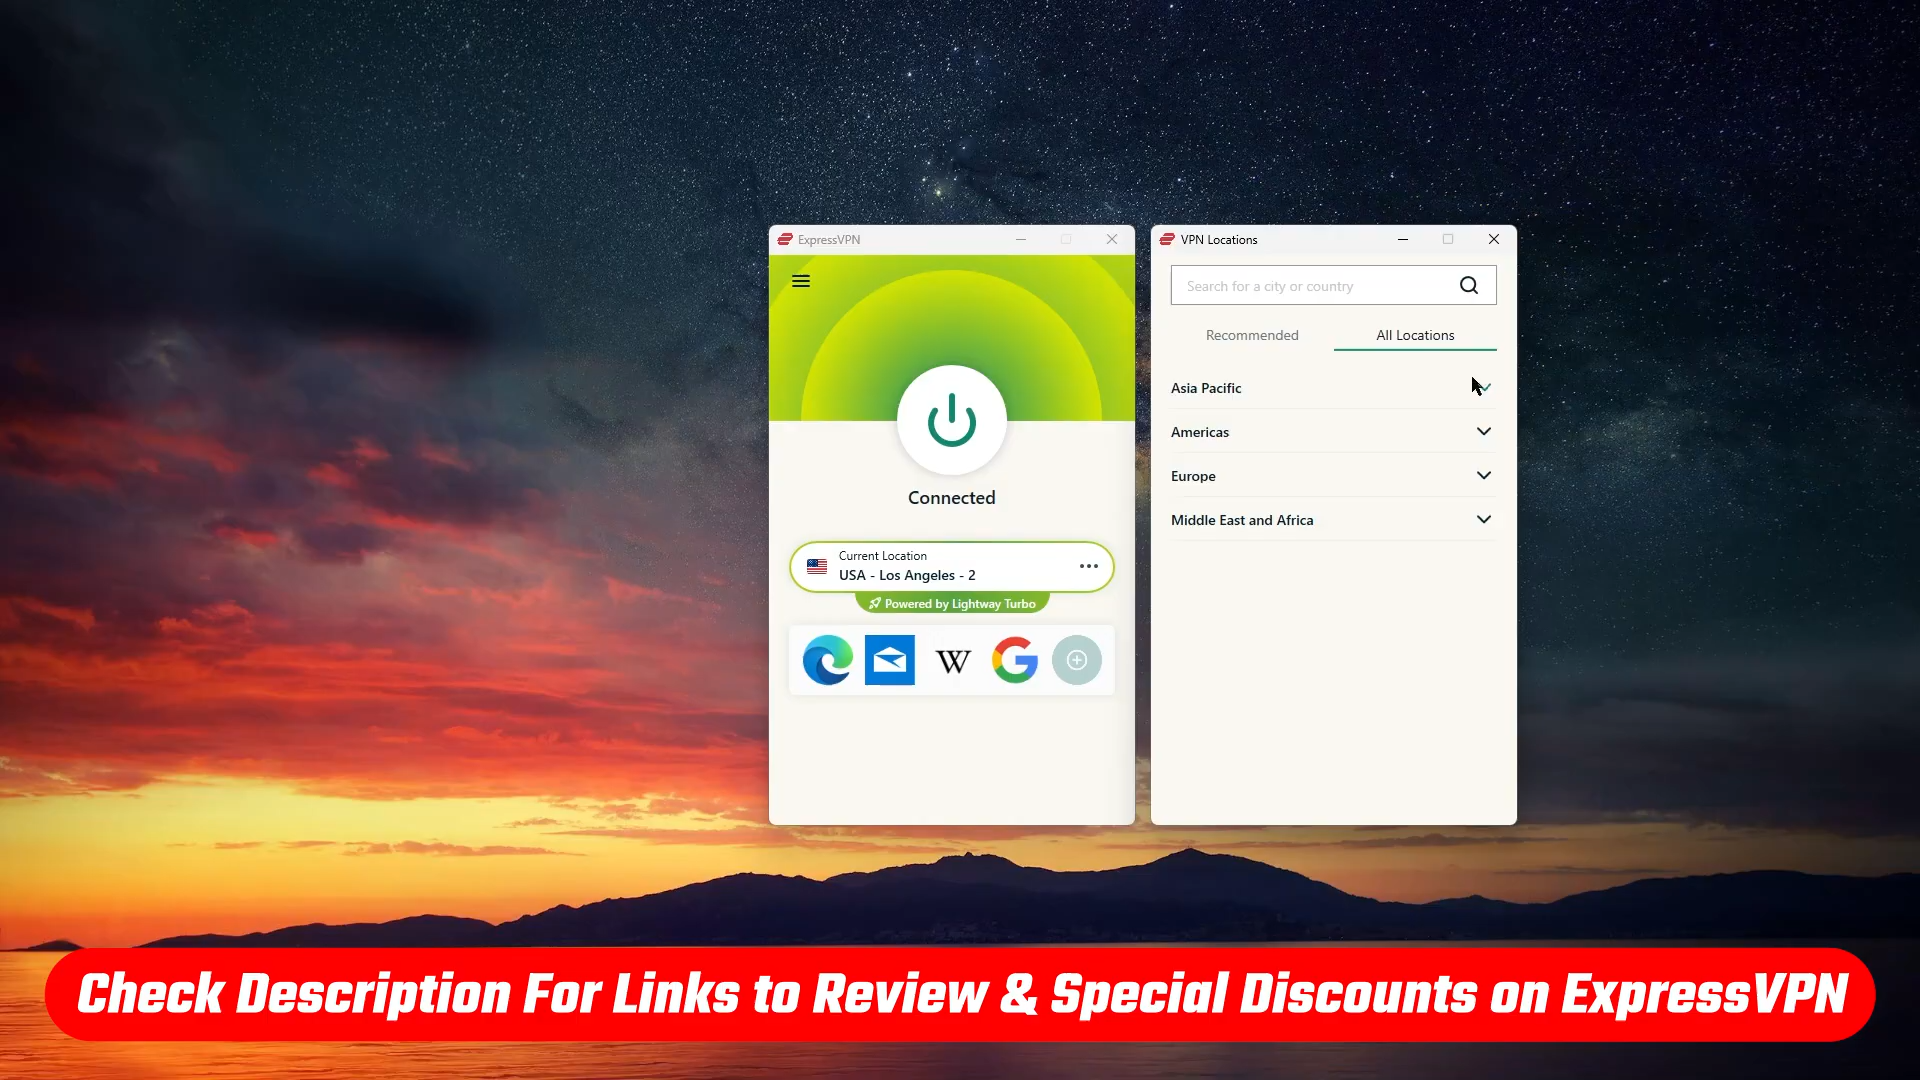 ExpressVPN
Connected
Current Location
USA - Los Angeles - 2
Powered by Lightway Turbo
W
G
VPN Locations
Search for a city or country
Recommended
All Locations
Asia Pacific
Americas
Europe
Middle East and Africa
Check Description For Links to Review & Special Discounts on ExpressVPN